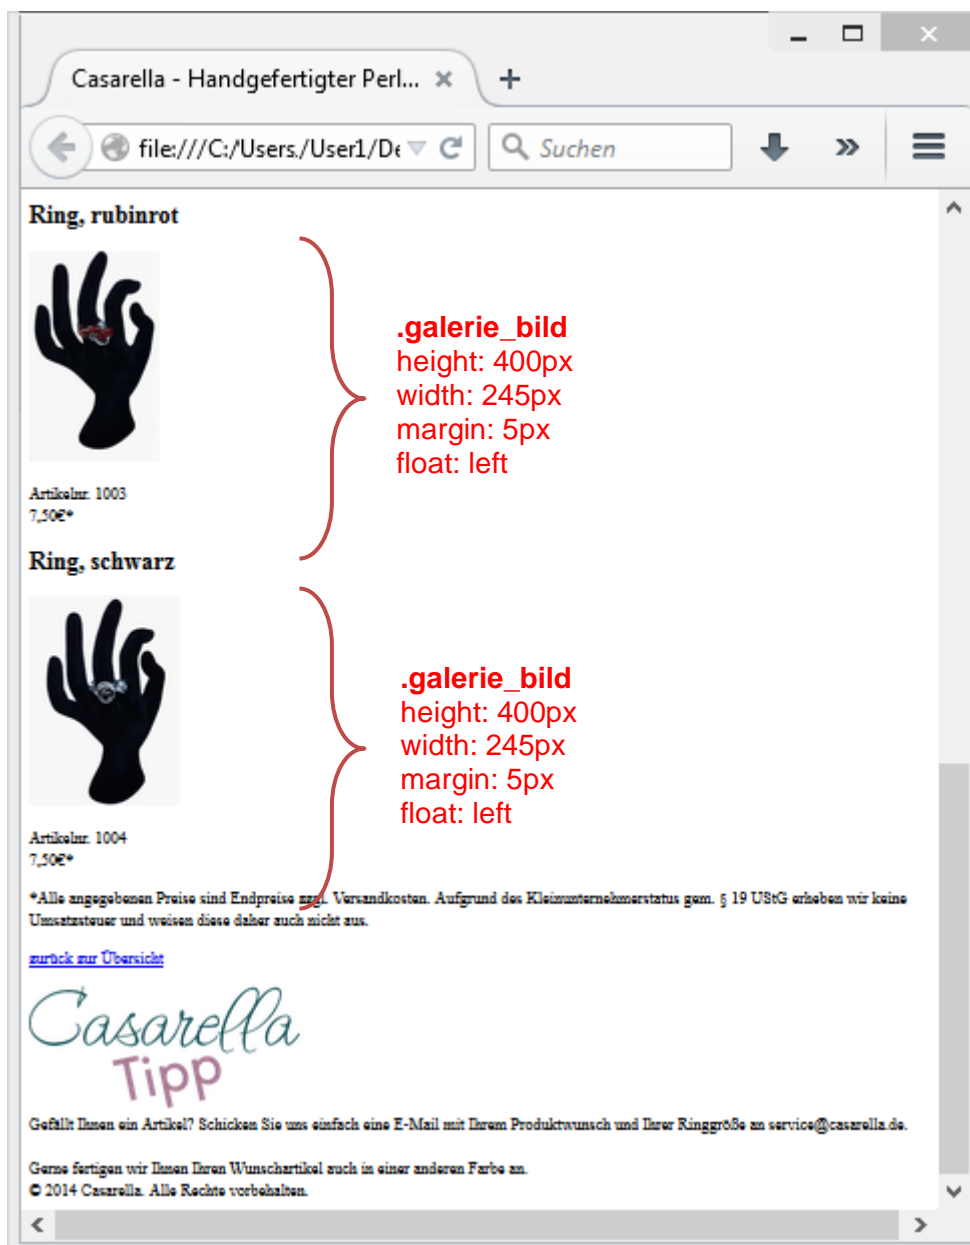 Casarella - Handgefertigter Perl...
file:///C:/Users./User1/De
Suchen
Ring, rubinrot
.galerie_bild
height: 400px
width: 245px
margin: 5px
float: left
Artikelnr. 1003
7,50€*
Ring, schwarz
.galerie_bild
height: 400px
width: 245px
margin: 5px
float: left
Artikelnr. 1004
7,50€*
*Alle angegebenen Preise sind Endpreise zzgl. Versandkosten. Aufgrund des Kleinunternehmerstatus gem. § 19 UStG erheben wir keine
Umsatzsteuer und weisen diese daher auch nicht aus.
zurück zur Übersicht
Casarella
Tipp
Gefällt Ihnen ein Artikel? Schicken Sie uns einfach eine E-Mail mit Ihrem Produktwunsch und Ihrer Ringgröße an service@casarella.de.
Gerne fertigen wir Ihnen Ihren Wunschartikel auch in einer anderen Farbe an.
© 2014 Casarella. Alle Rechte vorbehalten.